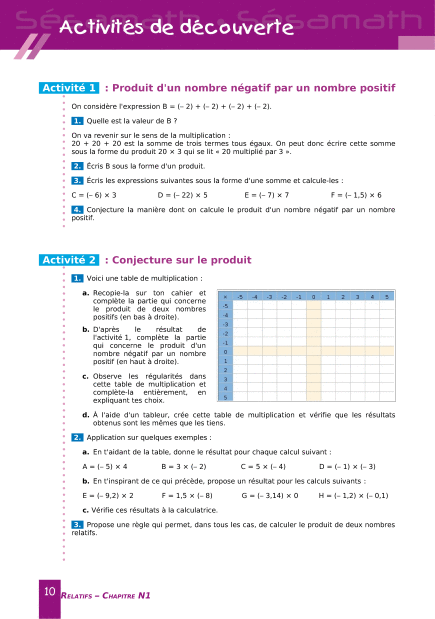 Sésamath • Sésamath
Activités de découverte
Activité 1 : Produit d'un nombre négatif par un nombre positif
On considère l'expression B = (– 2) + (– 2) + (– 2) + (– 2).
1. Quelle est la valeur de B ?
On va revenir sur le sens de la multiplication :
20 + 20 + 20 est la somme de trois termes tous égaux. On peut donc écrire cette somme
sous la forme du produit 20 × 3 qui se lit « 20 multiplié par 3 ».
2. Écris B sous la forme d'un produit.
3. Écris les expressions suivantes sous la forme d'une somme et calcule-les :
C = (– 6) × 3 D = (– 22) × 5 E = (– 7) × 7 F = (– 1,5) × 6
4. Conjecture la manière dont on calcule le produit d'un nombre négatif par un nombre
positif.
Activité 2 : Conjecture sur le produit
1. Voici une table de multiplication :
a. Recopie-la sur ton cahier et
complète la partie qui concerne
le produit de deux nombres
positifs (en bas à droite).
b. D'après le résultat de
l'activité 1, complète la partie
qui concerne le produit d'un
nombre négatif par un nombre
positif (en haut à droite).
c. Observe les régularités dans
cette table de multiplication et
complète-la entièrement, en
expliquant tes choix.
× -5 -4 -3 -2 -1 0 1 2 3 4 5
-5
-4
-3
-2
-1
0
1
2
3
4
5
d. À l'aide d'un tableur, crée cette table de multiplication et vérifie que les résultats
obtenus sont les mêmes que les tiens.
2. Application sur quelques exemples :
a. En t'aidant de la table, donne le résultat pour chaque calcul suivant :
A = (– 5) × 4 B = 3 × (– 2) C = 5 × (– 4) D = (– 1) × (– 3)
b. En t'inspirant de ce qui précède, propose un résultat pour les calculs suivants :
E = (– 9,2) × 2 F = 1,5 × (– 8) G = (– 3,14) × 0 H = (– 1,2) × (– 0,1)
c. Vérifie ces résultats à la calculatrice.
3. Propose une règle qui permet, dans tous les cas, de calculer le produit de deux nombres
relatifs.
10 Relatifs – Chapitre N1